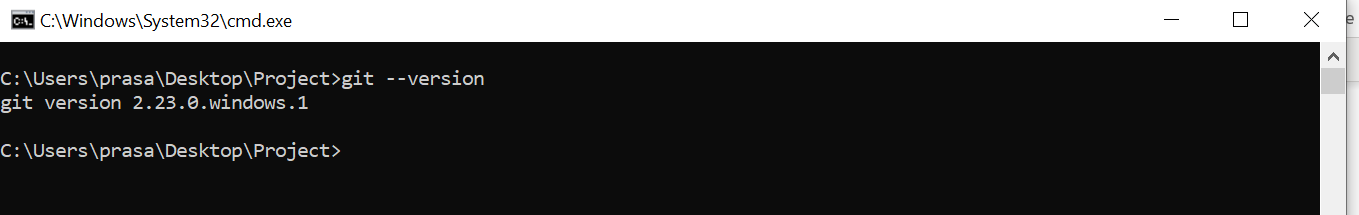 C:\Windows\System32\cmd.exe
C:\Users\prasa\Desktop\Project>git --version
git version 2.23.0.windows.1
C:\Users\prasa\Desktop\Project>